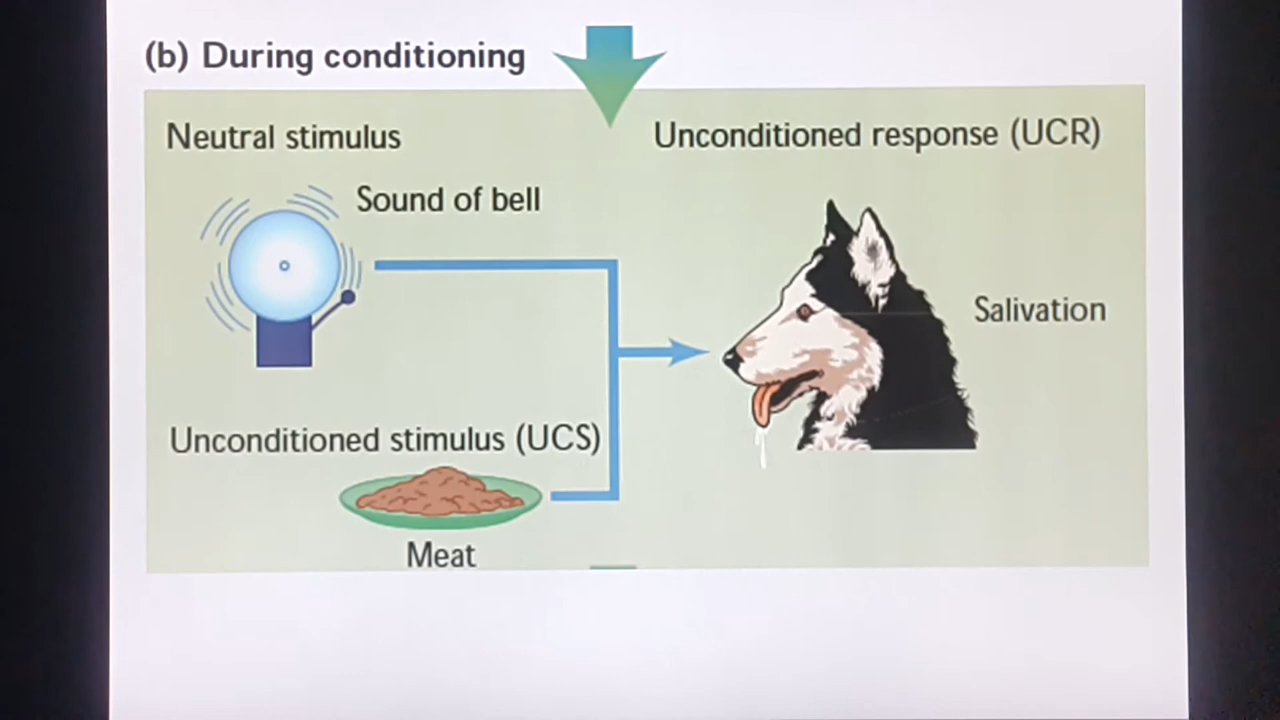 (b) During conditioning
Neutral stimulus
Unconditioned response (UCR)
Sound of bell
Salivation
Unconditioned stimulus (UCS)
Meat